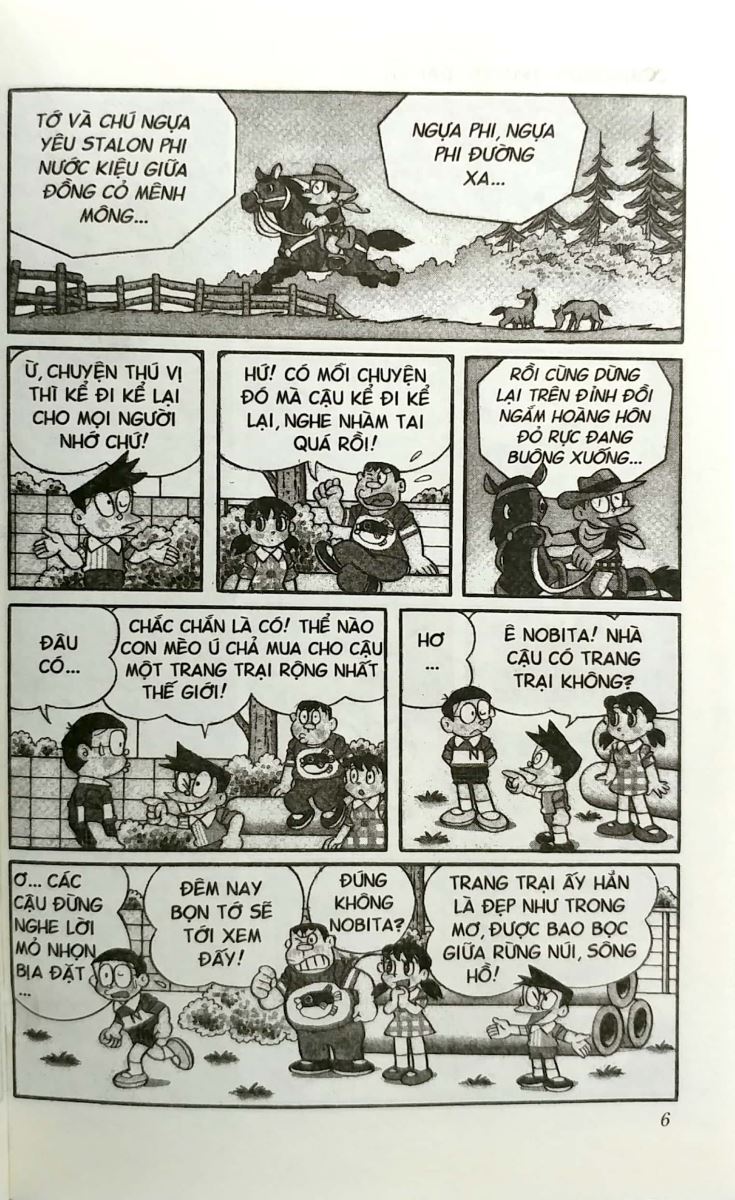 NGỰA PHI, NGỰA
PHI ĐƯỜNG
XA...
TỚ VÀ CHÚ NGỰA
YÊU STALON PHI
NƯỚC KIỆU GIỮA
ĐỒNG CỎ MÊNH
MÔNG...
RỒI CÙNG DỪNG
LẠI TRÊN ĐỈNH ĐỒI
NGẮM HOÀNG HÔN
ĐỎ RỰC ĐANG
BUÔNG XUỐNG...
HỨ! CÓ MỖI CHUYỆN
ĐÓ MÀ CẬU KỂ ĐI KỂ
LẠI, NGHE NHÀM TAI
QUÁ RỒI!
Ừ, CHUYỆN THÚ VỊ
THÌ KỂ ĐI KỂ LẠI
CHO MỌI NGƯỜI
NHỚ CHỨ!
Ê NOBITA! NHÀ
CẬU CÓ TRANG
TRẠI KHÔNG?
HƠ
...
CHẮC CHẮN LÀ CÓ! THẾ NÀO
CON MÈO Ú CHẢ MUA CHO CẬU
MỘT TRANG TRẠI RỘNG NHẤT
THẾ GIỚI!
ĐÂU
CÓ...
N
TRANG TRẠI ẤY HẲN
LÀ ĐẸP NHƯ TRONG
MƠ, ĐƯỢC BAO BỌC
GIỮA RỪNG NÚI, SÔNG
HỒ!
ĐÚNG
KHÔNG
NOBITA?
ĐÊM NAY
BỌN TỚ SẼ
TỚI XEM
ĐẤY!
Ơ... CÁC
CẬU ĐỪNG
NGHE LỜI
MỎ NHỌN
BỊA ĐẶT
...
6